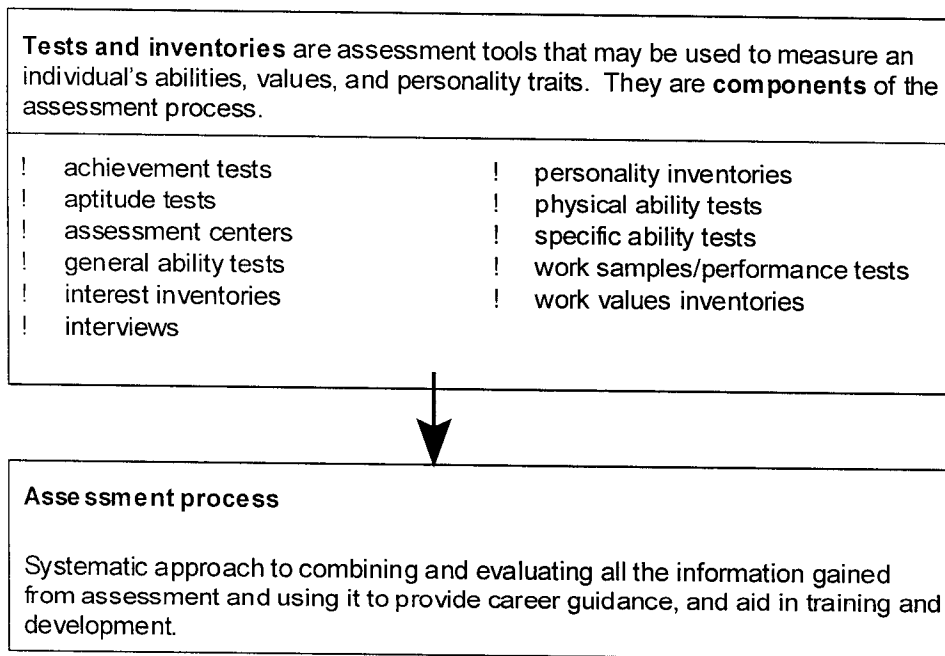 Tests and inventories are assessment tools that may be used to measure an
individual's abilities, values, and personality traits. They are components of the
assessment process.
! achievement tests
! aptitude tests
! assessment centers
! general ability tests
! interest inventories
! interviews
! personality inventories
! physical ability tests
! specific ability tests
! work samples/performance tests
! work values inventories
Assessment process
Systematic approach to combining and evaluating all the information gained
from assessment and using it to provide career guidance, and aid in training and
development.